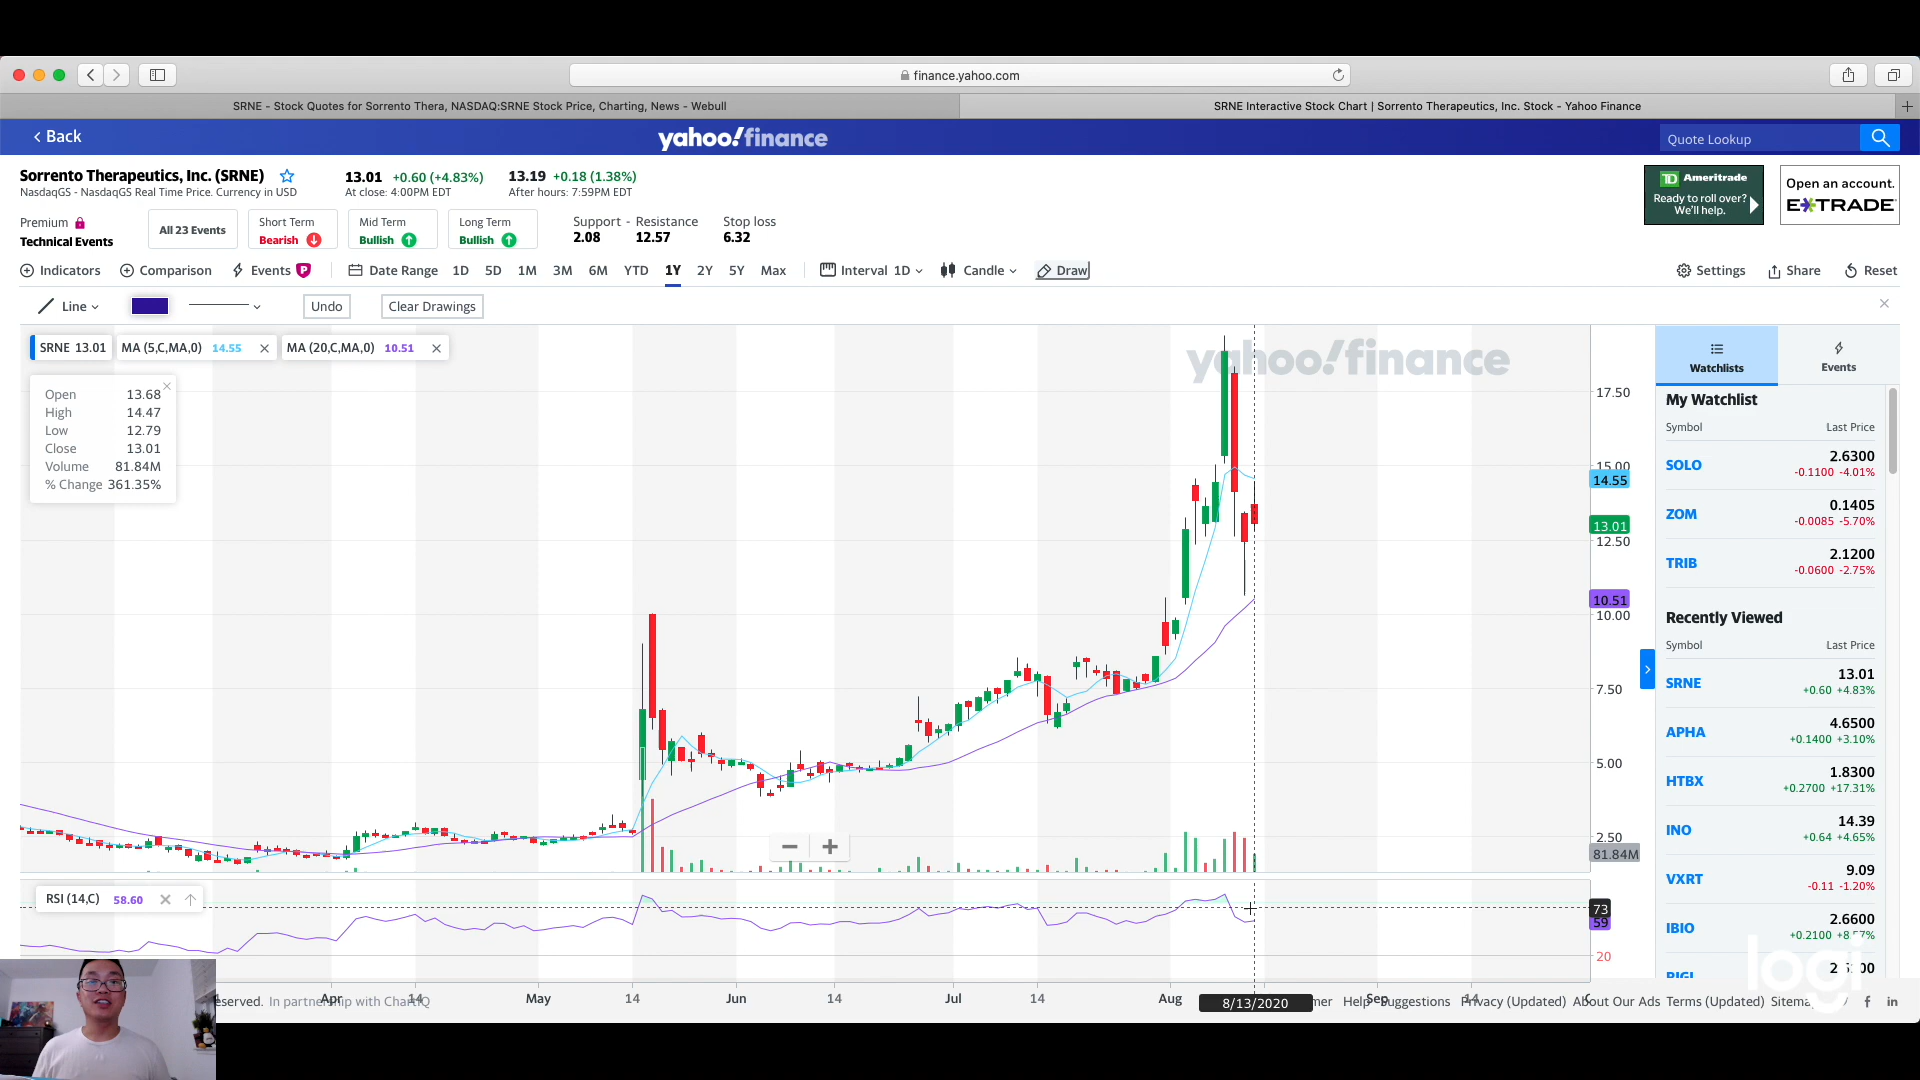 finance.yahoo.com
SRNE - Stock Quotes for Sorrento Thera, NASDAQ:SRNE Stock Price, Charting, News - Webull
SRNE Interactive Stock Chart | Sorrento Therapeutics, Inc. Stock - Yahoo Finance
Back
yahoo!finance
Quote Lookup
Sorrento Therapeutics, Inc. (SRNE)
NasdaqGS - NasdaqGS Real Time Price. Currency in USD
13.01 +0.60 (+4.83%)
At close: 4:00PM EDT
13.19 +0.18 (1.38%)
After hours: 7:59PM EDT
TD Ameritrade
Ready to roll over?
We'll help.
Open an account.
E*TRADE
Premium
Technical Events
All 23 Events
Short Term
Bearish
Mid Term
Bullish
Long Term
Bullish
Support - Resistance
2.08 12.57
Stop loss
6.32
Indicators Comparison Events P Date Range 1D 5D 1M 3M 6M YTD 1Y 2Y 5Y Max Interval 1D Candle Draw Settings Share Reset
Line Undo Clear Drawings
SRNE 13.01 MA (5,C,MA,0) 14.55 MA (20,C,MA,0) 10.51
Open 13.68
High 14.47
Low 12.79
Close 13.01
Volume 81.84M
% Change 361.35%
yahoo!finance
17.50
15.00
14.55
13.01
12.50
10.51
10.00
7.50
5.00
2.50
81.84M
RSI (14,C) 58.60
73
59
20
Apr 14 May 14 Jun 14 Jul 14 Aug 8/13/2020 Sep 14
Watchlists
Events
My Watchlist
Symbol Last Price
SOLO 2.6300
-0.1100 -4.01%
ZOM 0.1405
-0.0085 -5.70%
TRIB 2.1200
-0.0600 -2.75%
Recently Viewed
Symbol Last Price
SRNE 13.01
+0.60 +4.83%
APHA 4.6500
+0.1400 +3.10%
HTBX 1.8300
+0.2700 +17.31%
INO 14.39
+0.64 +4.65%
VXRT 9.09
-0.11 -1.20%
IBIO 2.6600
+0.2100
logi
In partnership with ChartIQ
Help Suggestions Privacy (Updated) About Our Ads Terms (Updated)